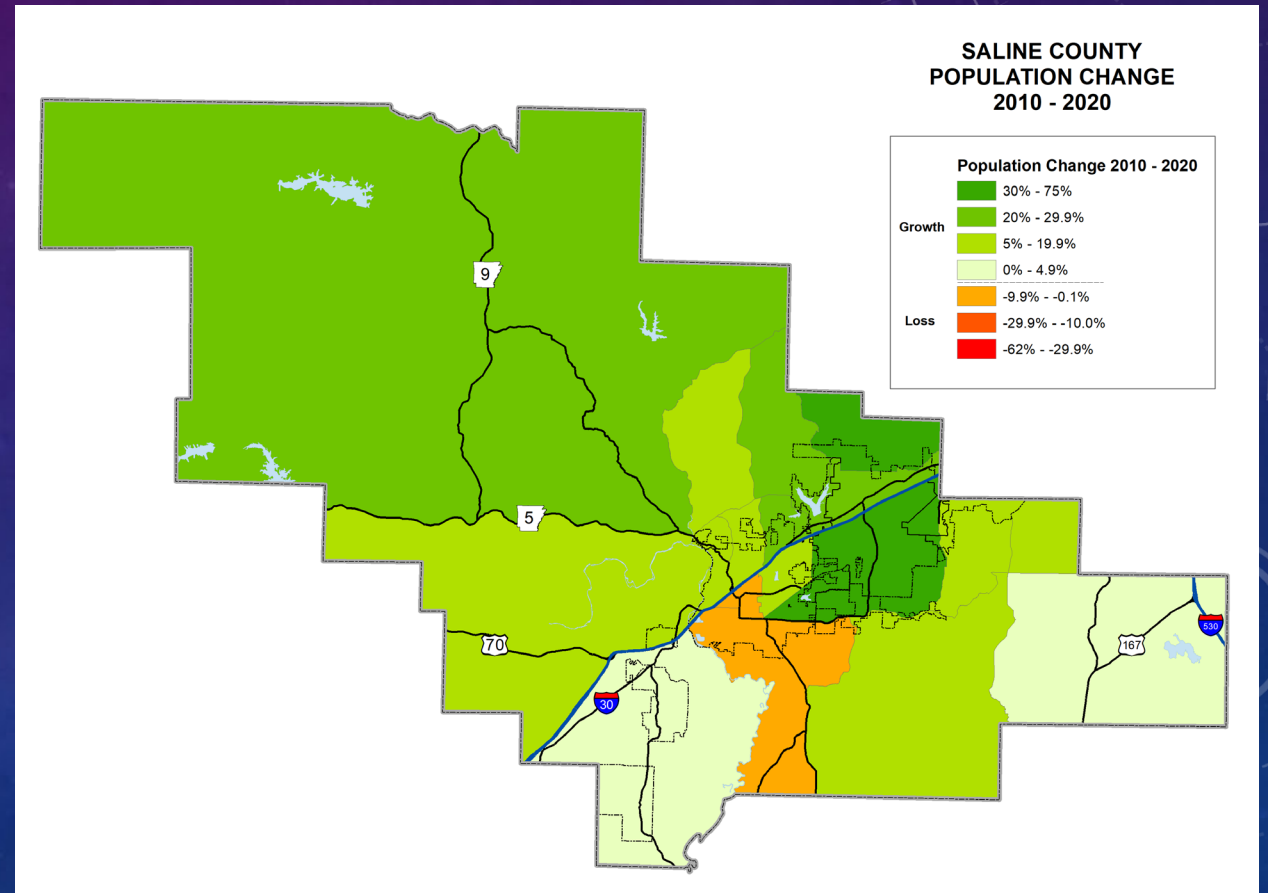 SALINE COUNTY
POPULATION CHANGE
2010 - 2020
Population Change 2010 - 2020
Growth
30% - 75%
20% - 29.9%
5% - 19.9%
0% - 4.9%
Loss
-9.9% - -0.1%
-29.9% - -10.0%
-62% - -29.9%
9
5
70
30
167
530